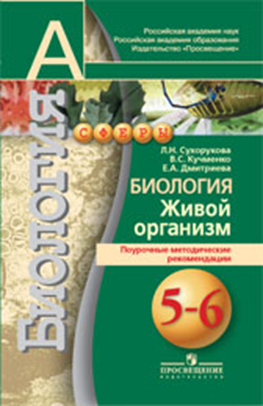 А
Российская академия наук
Российская академия образования
Издательство «Просвещение»
Биология
СФЕРЫ
Л.Н. Сухорукова
В.С. Кучменко
Е.А. Дмитриева
БИОЛОГИЯ
Живой
организм
Поурочные методические
рекомендации
5-6
ПРОСВЕЩЕНИЕ
ИЗДАТЕЛЬСТВО